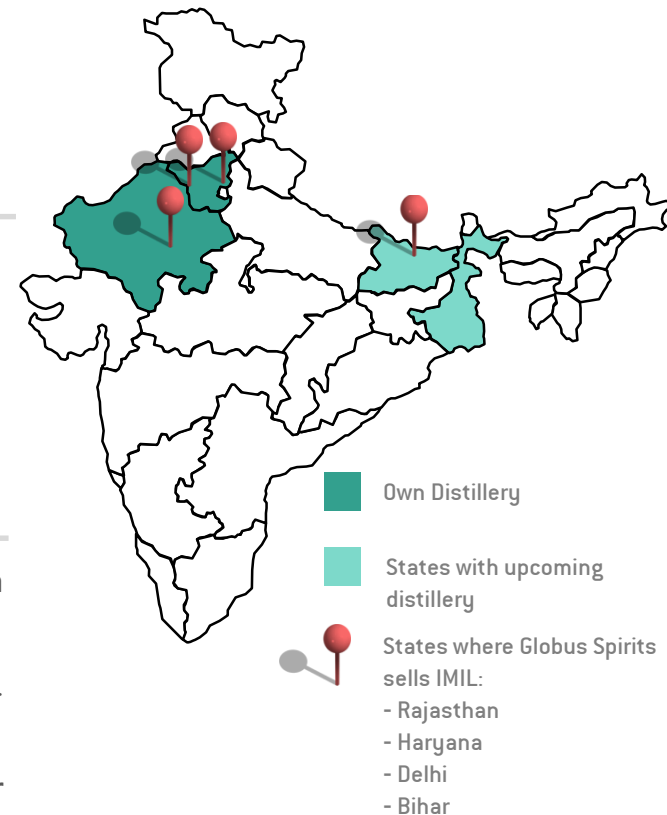 Own Distillery
States with upcoming
distillery
States where Globus Spirits
sells IMIL:
- Rajasthan
- Haryana
- Delhi
- Bihar